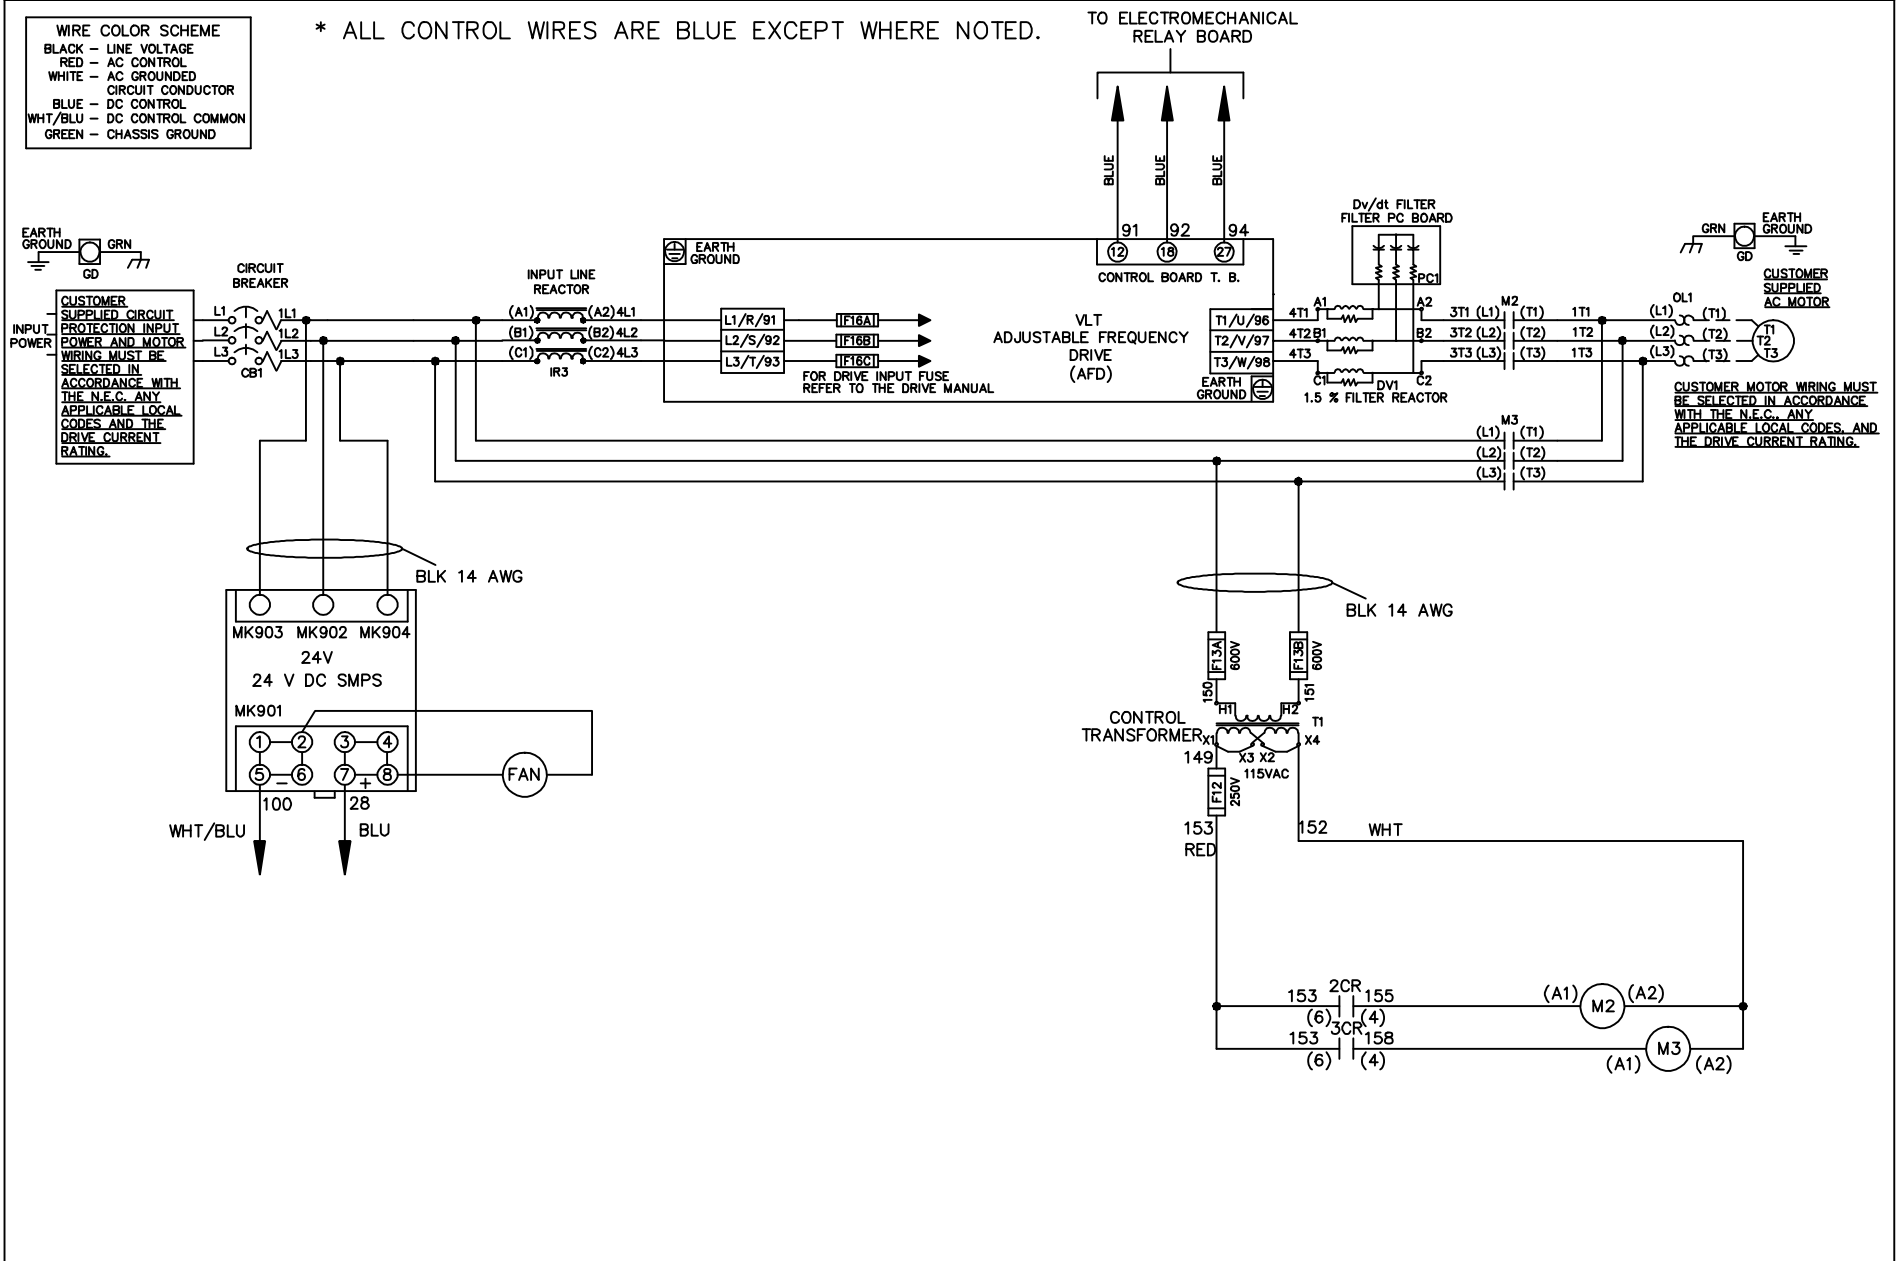 WIRE COLOR SCHEME
BLACK – LINE VOLTAGE
RED – AC CONTROL
WHITE – AC GROUNDED
CIRCUIT CONDUCTOR
BLUE – DC CONTROL
WHT/BLU – DC CONTROL COMMON
GREEN – CHASSIS GROUND
* ALL CONTROL WIRES ARE BLUE EXCEPT WHERE NOTED.
TO ELECTROMECHANICAL
RELAY BOARD
BLUE
BLUE
BLUE
91 92 94
12 18 27
CONTROL BOARD T. B.
EARTH
GROUND
GRN
GD
INPUT
POWER
CUSTOMER
SUPPLIED CIRCUIT
PROTECTION INPUT
POWER AND MOTOR
WIRING MUST BE
SELECTED IN
ACCORDANCE WITH
THE N.E.C. ANY
APPLICABLE LOCAL
CODES AND THE
DRIVE CURRENT
RATING.
CIRCUIT
BREAKER
L1 1L1
L2 1L2
L3 1L3
CB1
INPUT LINE
REACTOR
(A1) (A2) 4L1
(B1) (B2) 4L2
(C1) (C2) 4L3
IR3
EARTH
GROUND
L1/R/91
L2/S/92
L3/T/93
IF16A
IF16B
IF16C
FOR DRIVE INPUT FUSE
REFER TO THE DRIVE MANUAL
VLT
ADJUSTABLE FREQUENCY
DRIVE
(AFD)
T1/U/96
T2/V/97
T3/W/98
EARTH
GROUND
Dv/dt FILTER
FILTER PC BOARD
PC1
4T1 A1 A2
4T2 B1 B2
4T3
C1 DV1 C2
1.5 % FILTER REACTOR
M2
3T1 (L1) (T1) 1T1
3T2 (L2) (T2) 1T2
3T3 (L3) (T3) 1T3
M3
(L1) (T1)
(L2) (T2)
(L3) (T3)
GRN
EARTH
GROUND
GD
CUSTOMER
SUPPLIED
AC MOTOR
OL1
(L1) (T1)
(L2) (T2)
(L3) (T3)
T1
T2
T3
CUSTOMER MOTOR WIRING MUST
BE SELECTED IN ACCORDANCE
WITH THE N.E.C., ANY
APPLICABLE LOCAL CODES, AND
THE DRIVE CURRENT RATING.
BLK 14 AWG
MK903 MK902 MK904
24V
24 V DC SMPS
MK901
1 2 3 4
5 – 6 7 + 8
FAN
100 28
WHT/BLU BLU
BLK 14 AWG
F13A 600V
F13B 600V
150 151
H1 H2
T1
CONTROL
TRANSFORMER
X1 X4
149 X3 X2
115VAC
F12 250V
153
RED
152 WHT
2CR
153 155
(6) (4)
(A1) M2 (A2)
3CR
153 158
(6) (4)
(A1) M3 (A2)